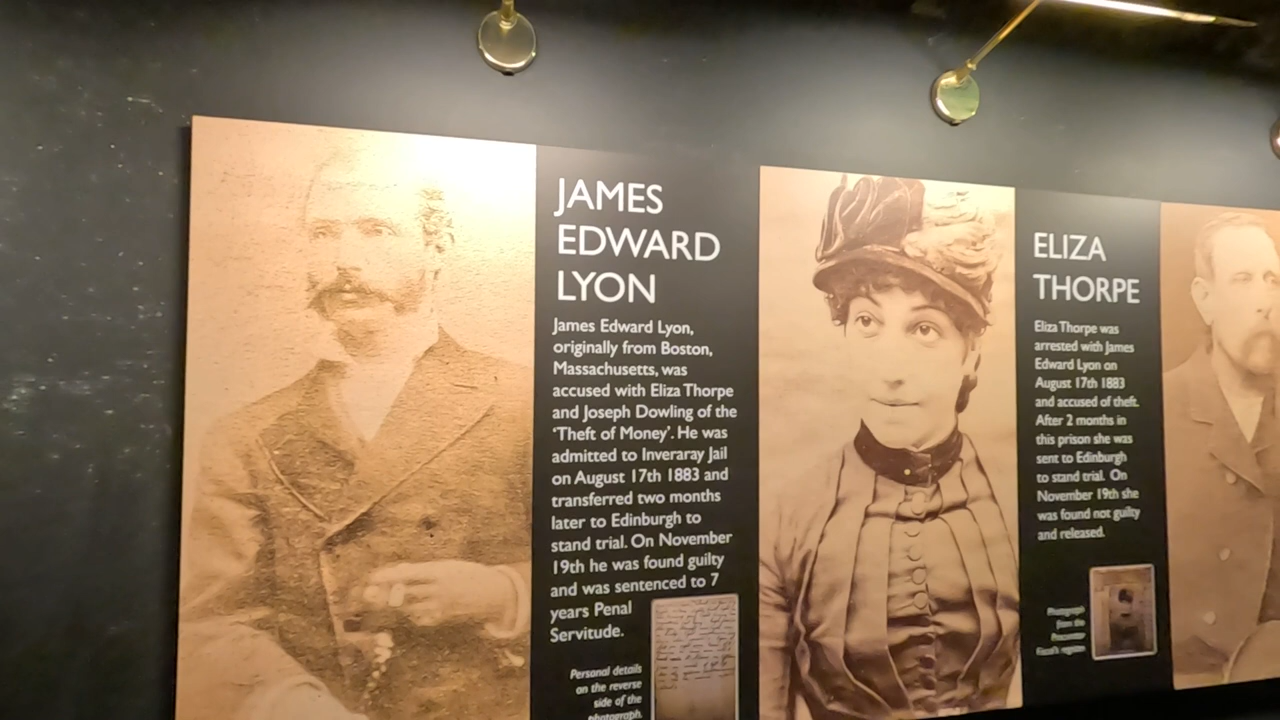 JAMES
EDWARD
LYON
James Edward Lyon,
originally from Boston,
Massachusetts, was
accused with Eliza Thorpe
and Joseph Dowling of the
‘Theft of Money’. He was
admitted to Inveraray Jail
on August 17th 1883 and
transferred two months
later to Edinburgh to
stand trial. On November
19th he was found guilty
and was sentenced to 7
years Penal
Servitude.
Personal details
on the reverse
side of the
photograph.
ELIZA
THORPE
Eliza Thorpe was
arrested with James
Edward Lyon on
August 17th 1883
and accused of theft.
After 2 months in
this prison she was
sent to Edinburgh
to stand trial. On
November 19th she
was found not guilty
and released.
Photograph
from the
Procurator
Fiscal's register